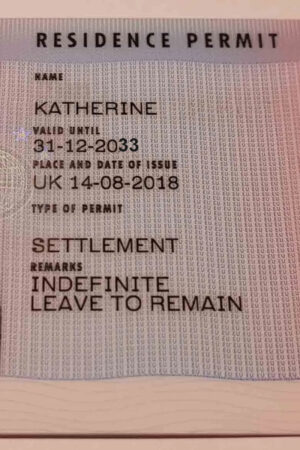 RESIDENCE PERMIT
NAME
KATHERINE
VALID UNTIL
31-12-2033
PLACE AND DATE OF ISSUE
UK 14-08-2018
TYPE OF PERMIT
SETTLEMENT
REMARKS
INDEFINITE
LEAVE TO REMAIN